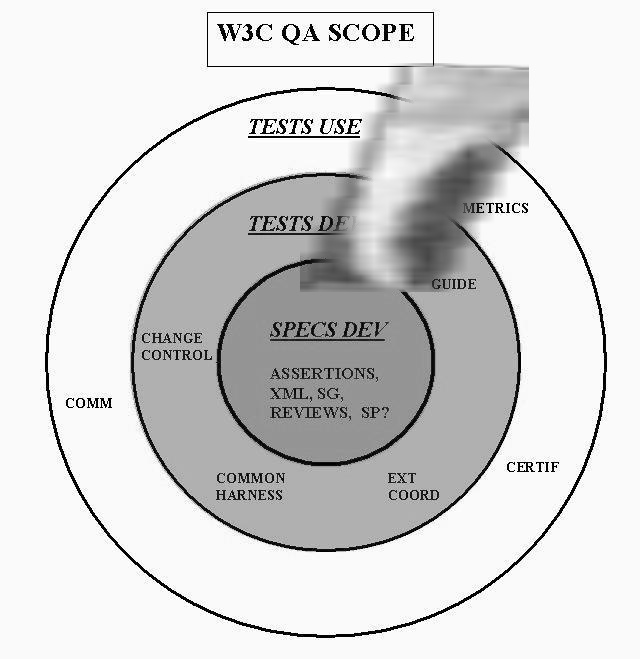 W3C QA SCOPE
TESTS USE
METRICS
TESTS
GUIDE
SPECS DEV
CHANGE
CONTROL
ASSERTIONS,
XML, SG,
REVIEWS, SP?
COMM
CERTIF
COMMON
HARNESS
EXT
COORD